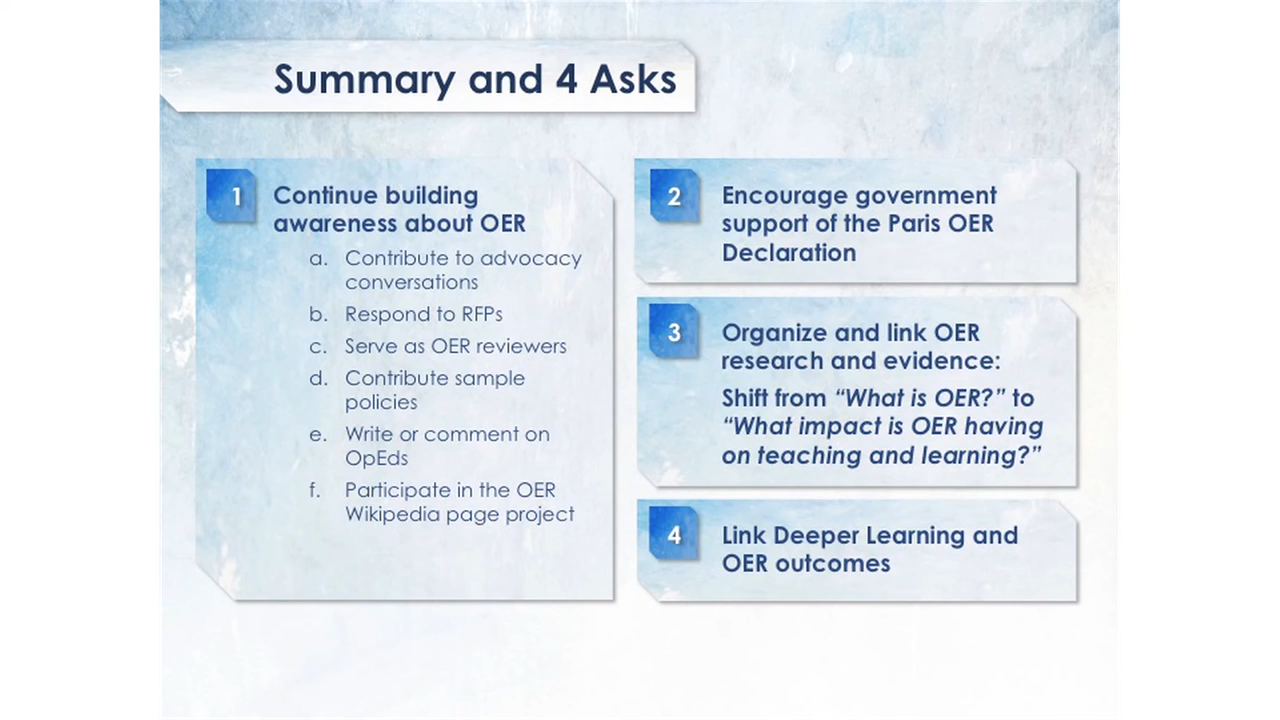 Summary and 4 Asks
1
Continue building
awareness about OER
a. Contribute to advocacy
conversations
b. Respond to RFPs
c. Serve as OER reviewers
d. Contribute sample
policies
e. Write or comment on
OpEds
f. Participate in the OER
Wikipedia page project
2
Encourage government
support of the Paris OER
Declaration
3
Organize and link OER
research and evidence:
Shift from “What is OER?” to
“What impact is OER having
on teaching and learning?”
4
Link Deeper Learning and
OER outcomes